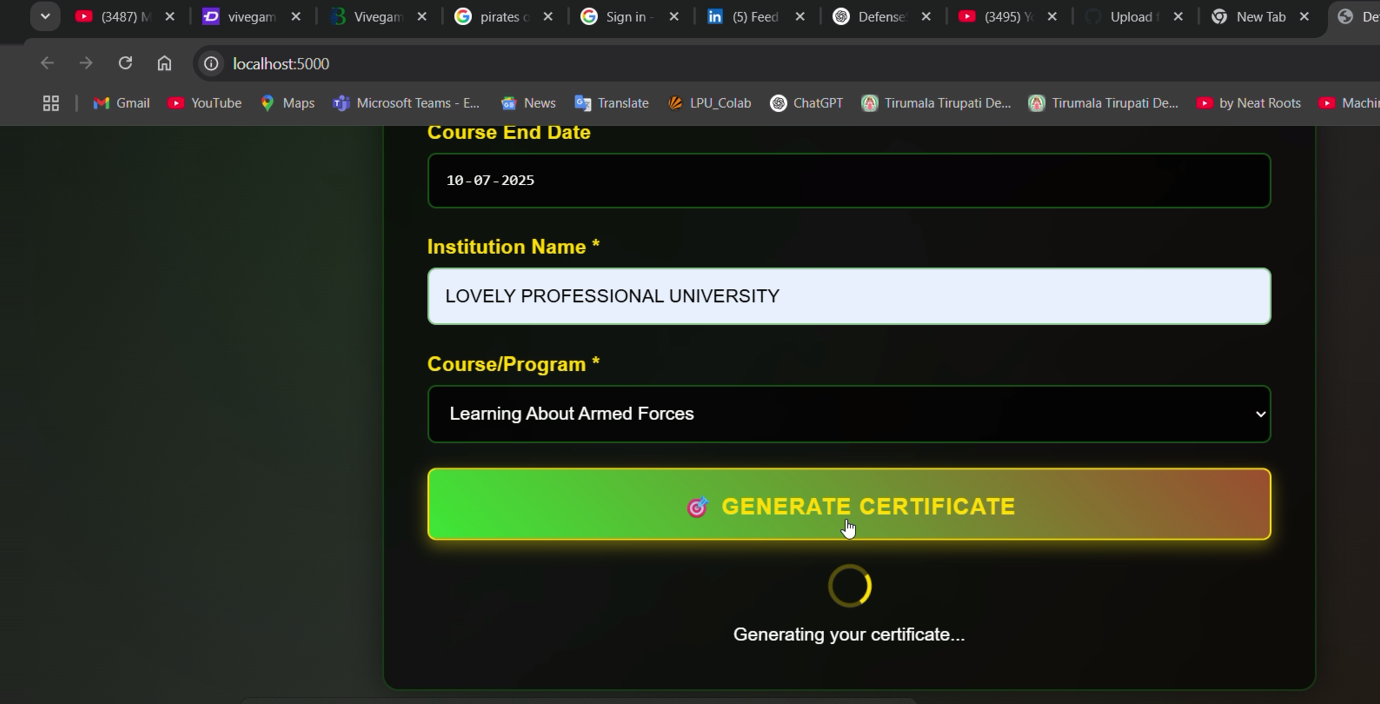 (3487) M
vivegam
Vivegam
pirates o
Sign in -
(5) Feed
Defense
(3495) Yo
Upload f
New Tab
De
localhost:5000
Gmail
YouTube
Maps
Microsoft Teams - E...
News
Translate
LPU_Colab
ChatGPT
Tirumala Tirupati De...
Tirumala Tirupati De...
by Neat Roots
Machi
Course End Date
10-07-2025
Institution Name *
LOVELY PROFESSIONAL UNIVERSITY
Course/Program *
Learning About Armed Forces
🎯 GENERATE CERTIFICATE
Generating your certificate...